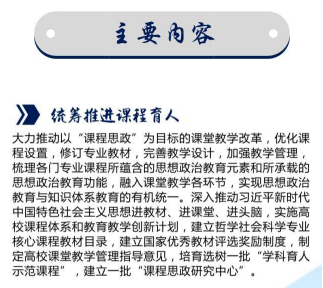 主要内容
统筹推进课程育人
大力推动以“课程思政”为目标的课堂教学改革，优化课
程设置，修订专业教材，完善教学设计，加强教学管理，
梳理各门专业课程所蕴含的思想政治教育元素和所承载的
思想政治教育功能，融入课堂教学各环节，实现思想政治
教育与知识体系教育的有机统一。深入推动习近平新时代
中国特色社会主义思想进教材、进课堂、进头脑，实施高
校课程体系和教育教学创新计划，建立哲学社会科学专业
核心课程教材目录，建立国家优秀教材评选奖励制度，制
定高校课堂教学管理指导意见，培育选树一批“学科育人
示范课程”，建立一批“课程思政研究中心”。